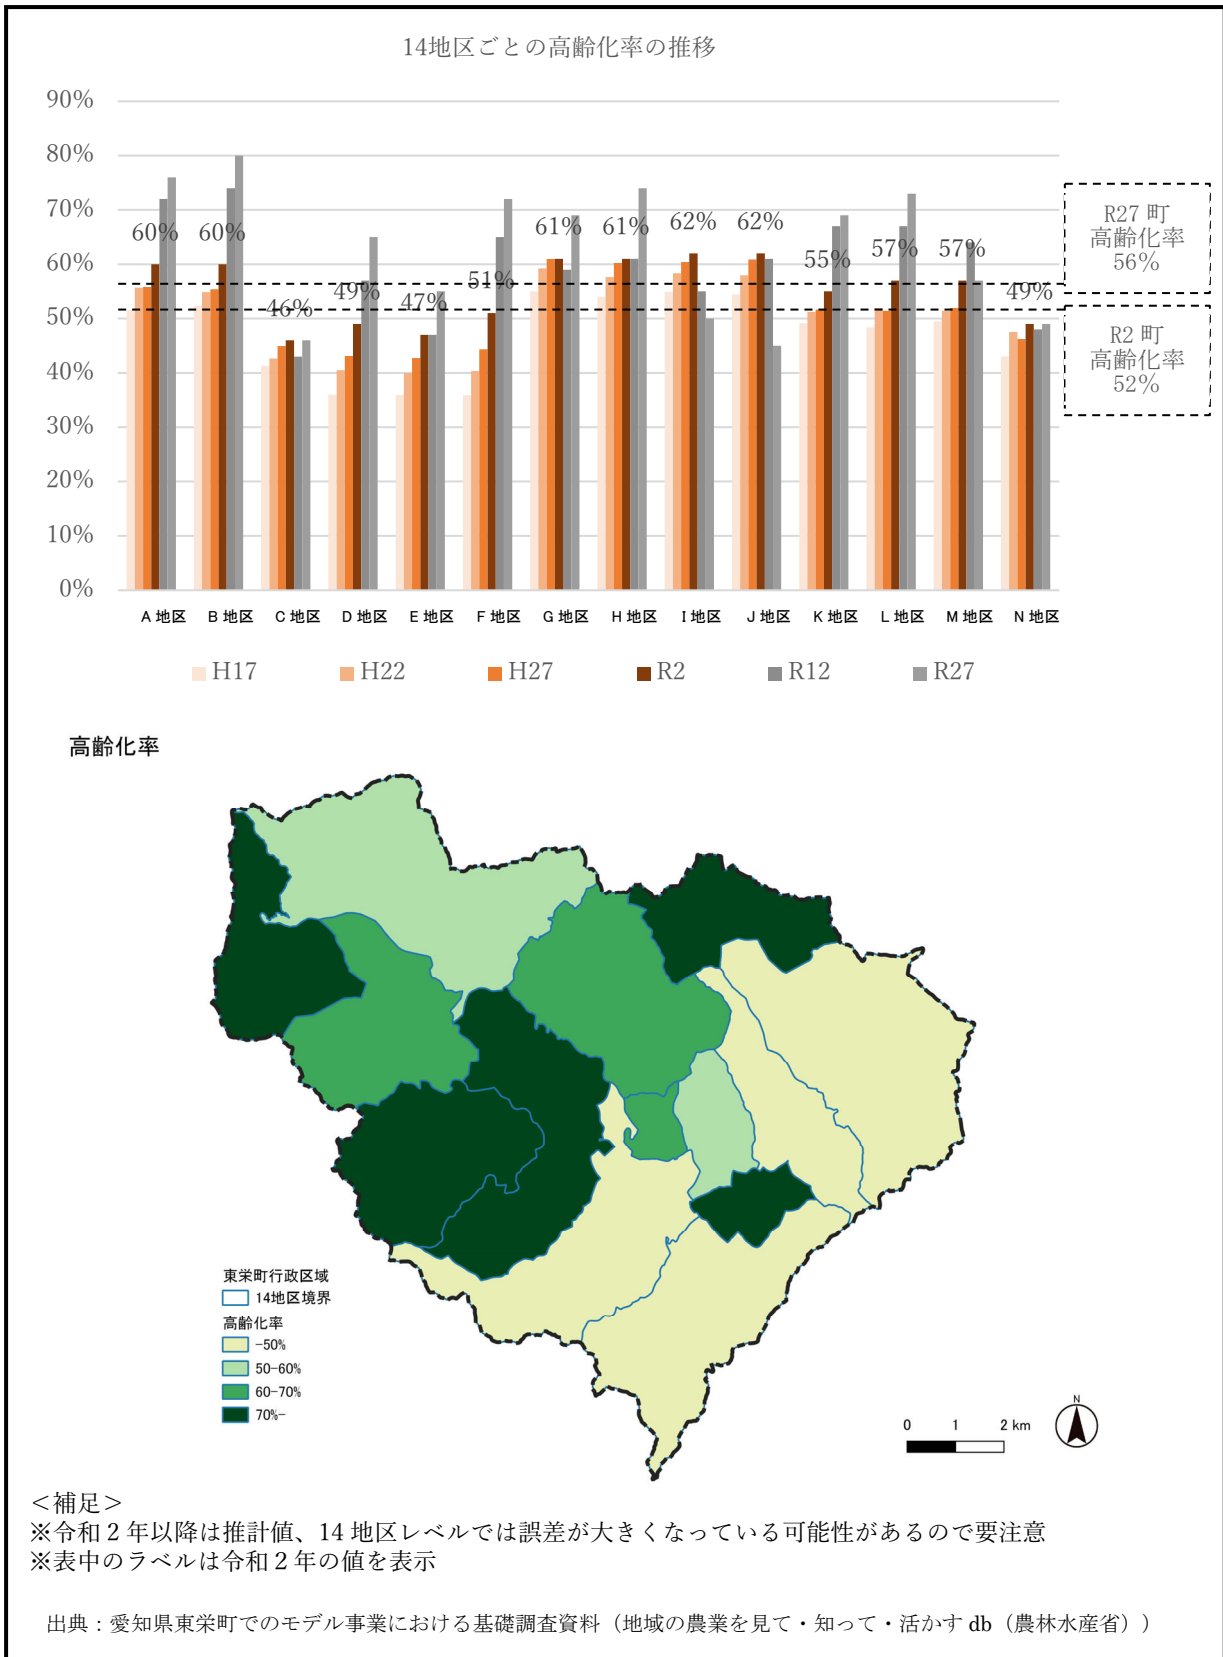 14地区ごとの高齢化率の推移
90%
80%
70%
60%
50%
40%
30%
20%
10%
0%
60%
60%
46%
49%
47%
51%
61%
61%
62%
62%
55%
57%
57%
49%
R27 町
高齢化率
56%
R2 町
高齢化率
52%
A 地区 B 地区 C 地区 D 地区 E 地区 F 地区 G 地区 H 地区 I 地区 J 地区 K 地区 L 地区 M 地区 N 地区
H17 H22 H27 R2 R12 R27
高齢化率
東栄町行政区域
14地区境界
高齢化率
-50%
50-60%
60-70%
70%-
0 1 2 km
N
＜補足＞
※令和 2 年以降は推計値、14 地区レベルでは誤差が大きくなっている可能性があるので要注意
※表中のラベルは令和 2 年の値を表示
出典：愛知県東栄町でのモデル事業における基礎調査資料（地域の農業を見て・知って・活かす db（農林水産省））